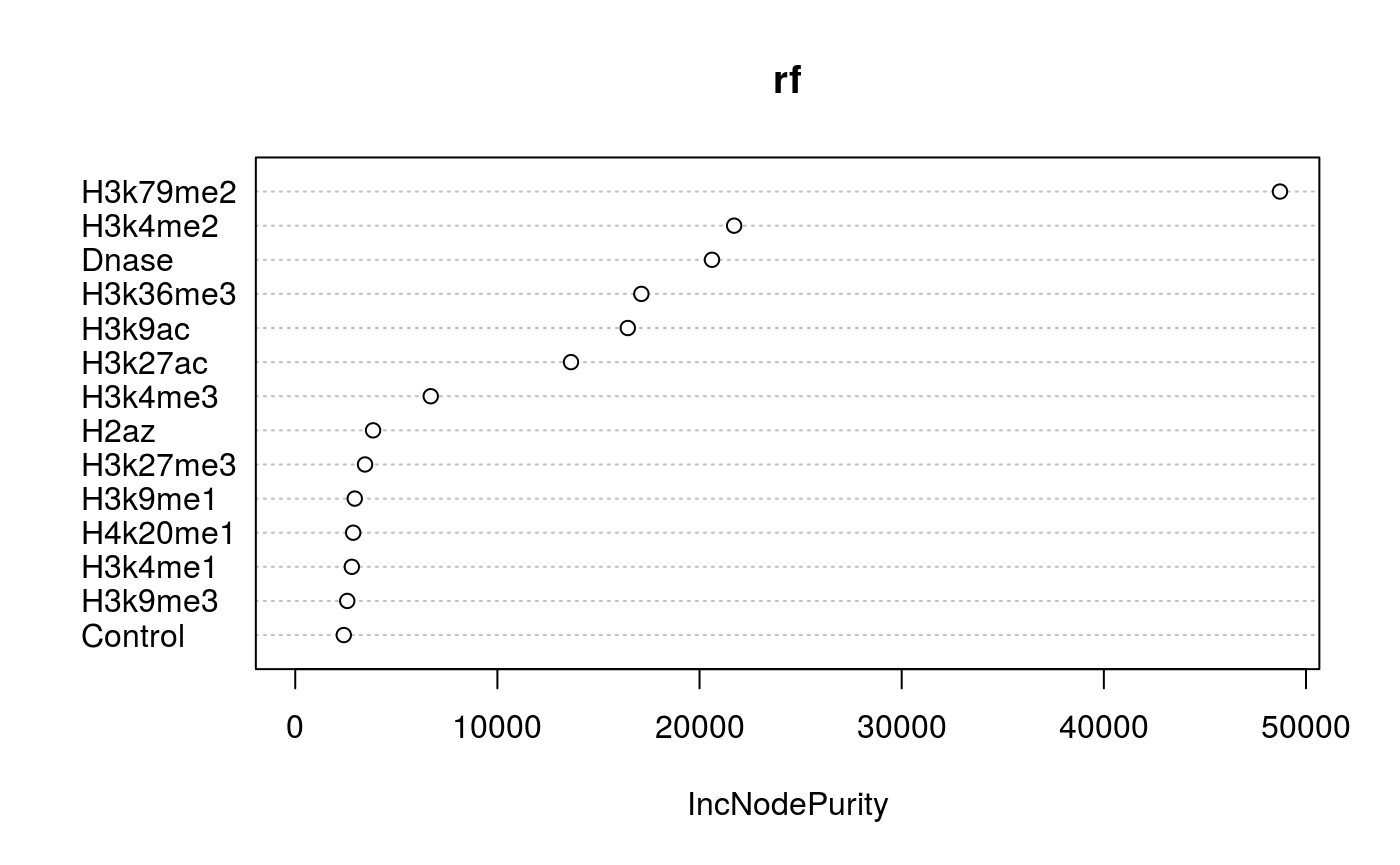 rf
H3k79me2
H3k4me2
Dnase
H3k36me3
H3k9ac
H3k27ac
H3k4me3
H2az
H3k27me3
H3k9me1
H4k20me1
H3k4me1
H3k9me3
Control
0 10000 20000 30000 40000 50000
IncNodePurity